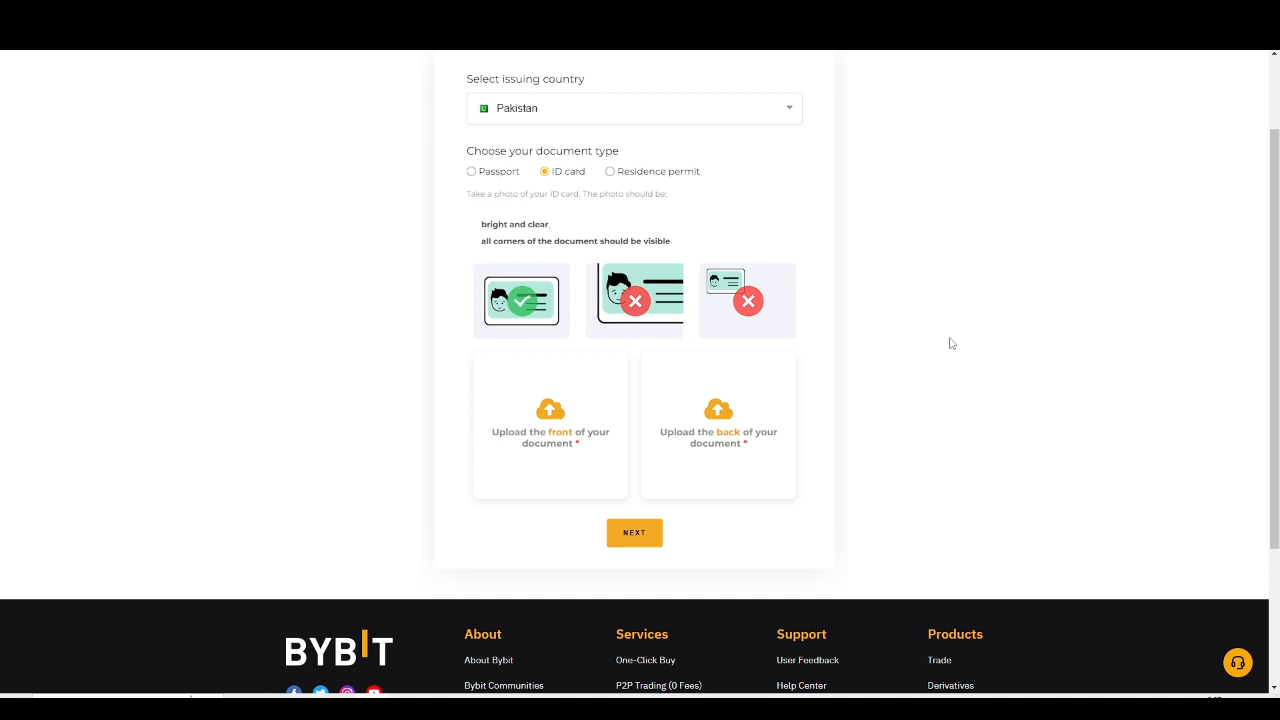 Select issuing country
Pakistan
Choose your document type
Passport
ID card
Residence permit
Take a photo of your ID card. The photo should be:
bright and clear,
all corners of the document should be visible.
Upload the front of your
document *
Upload the back of your
document *
NEXT
BYBIT
About
About Bybit
Bybit Communities
Services
One-Click Buy
P2P Trading (0 Fees)
Support
User Feedback
Help Center
Products
Trade
Derivatives